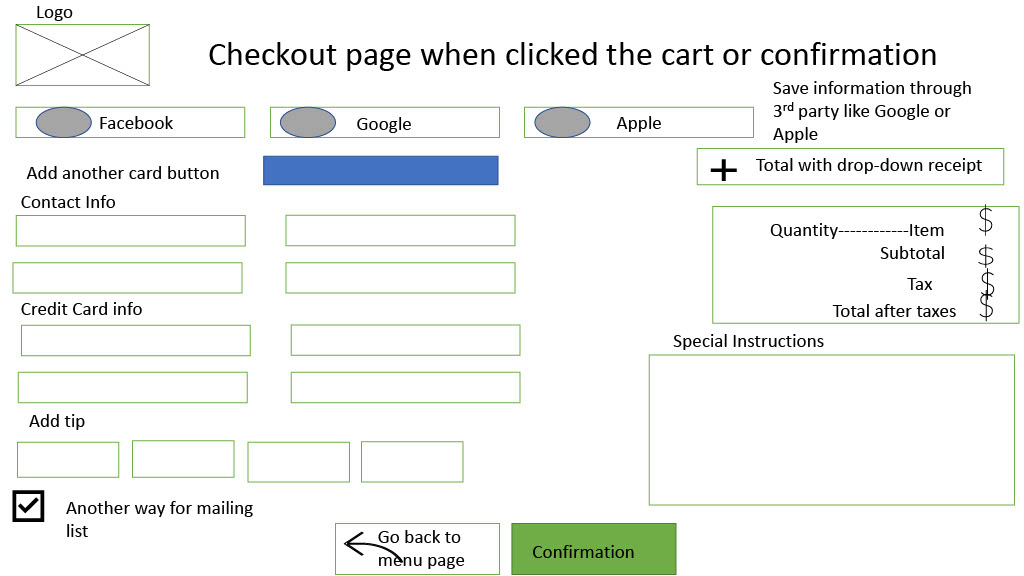 Logo
Checkout page when clicked the cart or confirmation
Save information through
3rd party like Google or
Apple
Facebook
Google
Apple
Add another card button
Total with drop-down receipt
Contact Info
Quantity------------Item
$
Subtotal
$
Tax
$
Total after taxes
$
Credit Card info
Special Instructions
Add tip
Another way for mailing
list
Go back to
menu page
Confirmation